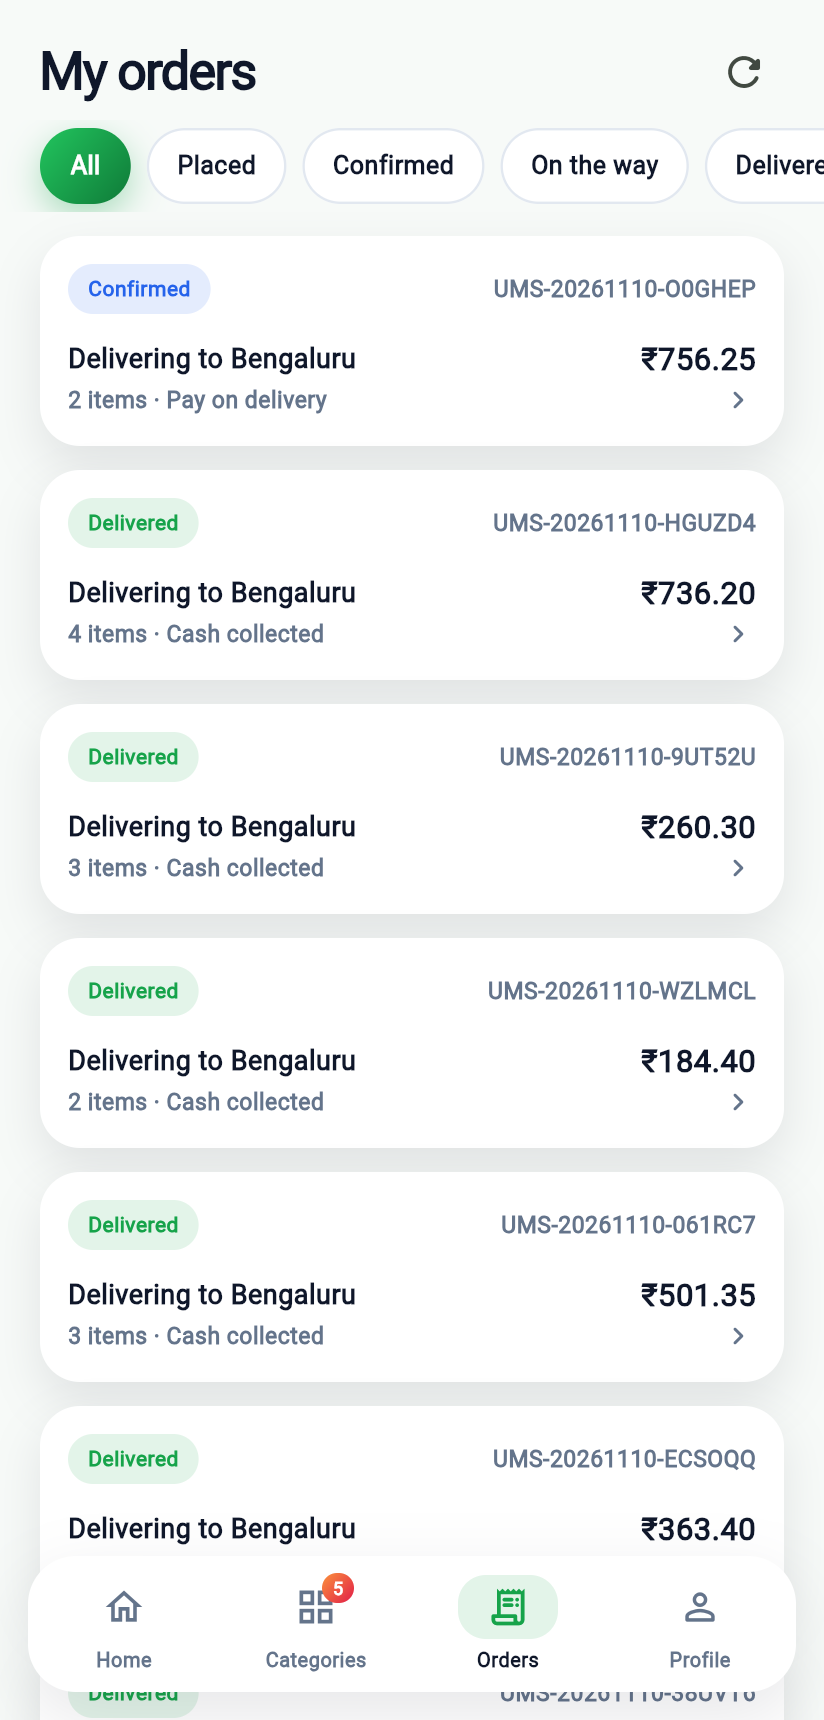 My orders
All
Placed
Confirmed
On the way
Delivere
Confirmed
UMS-20261110-O0GHEP
Delivering to Bengaluru
₹756.25
2 items · Pay on delivery
Delivered
UMS-20261110-HGUZD4
Delivering to Bengaluru
₹736.20
4 items · Cash collected
Delivered
UMS-20261110-9UT52U
Delivering to Bengaluru
₹260.30
3 items · Cash collected
Delivered
UMS-20261110-WZLMCL
Delivering to Bengaluru
₹184.40
2 items · Cash collected
Delivered
UMS-20261110-061RC7
Delivering to Bengaluru
₹501.35
3 items · Cash collected
Delivered
UMS-20261110-ECSOQQ
Delivering to Bengaluru
₹363.40
5
Home
Categories
Orders
Profile
Delivered